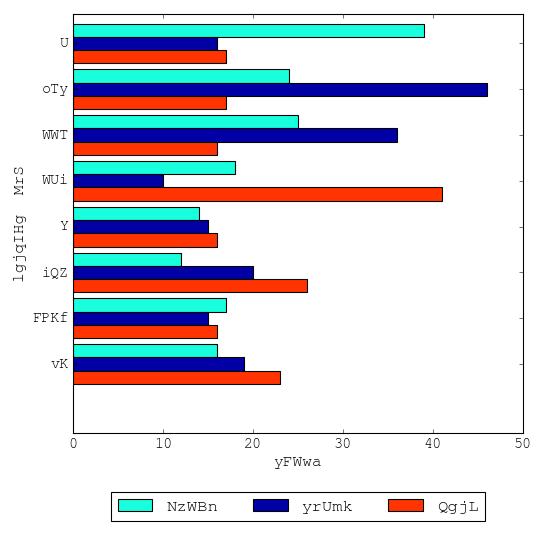 U
oTy
WWT
WUi
Y
iQZ
FPKf
vK
lgjqIHg MrS
0 10 20 30 40 50
yFWwa
NzWBn yrUmk QgjL